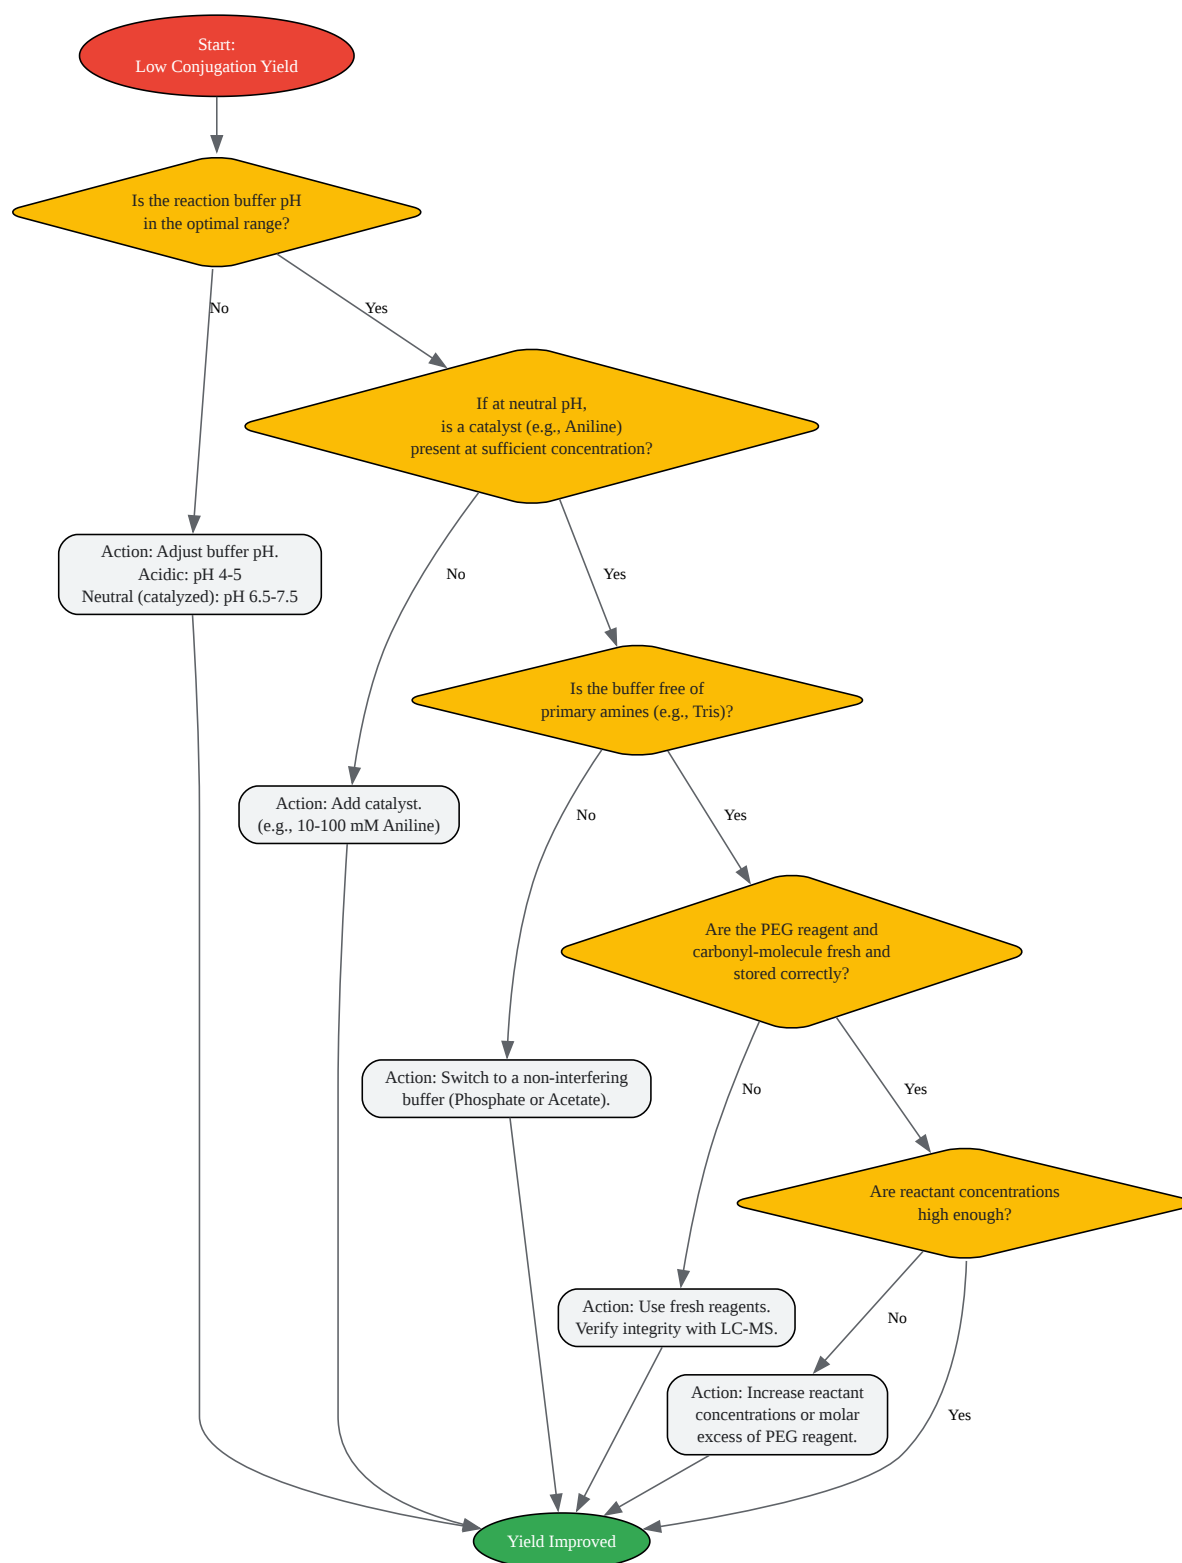 Start:
Low Conjugation Yield
Is the reaction buffer pH
in the optimal range?
No
Yes
If at neutral pH,
is a catalyst (e.g., Aniline)
present at sufficient concentration?
Action: Adjust buffer pH.
Acidic: pH 4-5
Neutral (catalyzed): pH 6.5-7.5
No
Yes
Is the buffer free of
primary amines (e.g., Tris)?
Action: Add catalyst.
(e.g., 10-100 mM Aniline)
No
Yes
Are the PEG reagent and
carbonyl-molecule fresh and
stored correctly?
Action: Switch to a non-interfering
buffer (Phosphate or Acetate).
No
Yes
Are reactant concentrations
high enough?
Action: Use fresh reagents.
Verify integrity with LC-MS.
No
Action: Increase reactant
concentrations or molar
excess of PEG reagent.
Yes
Yield Improved